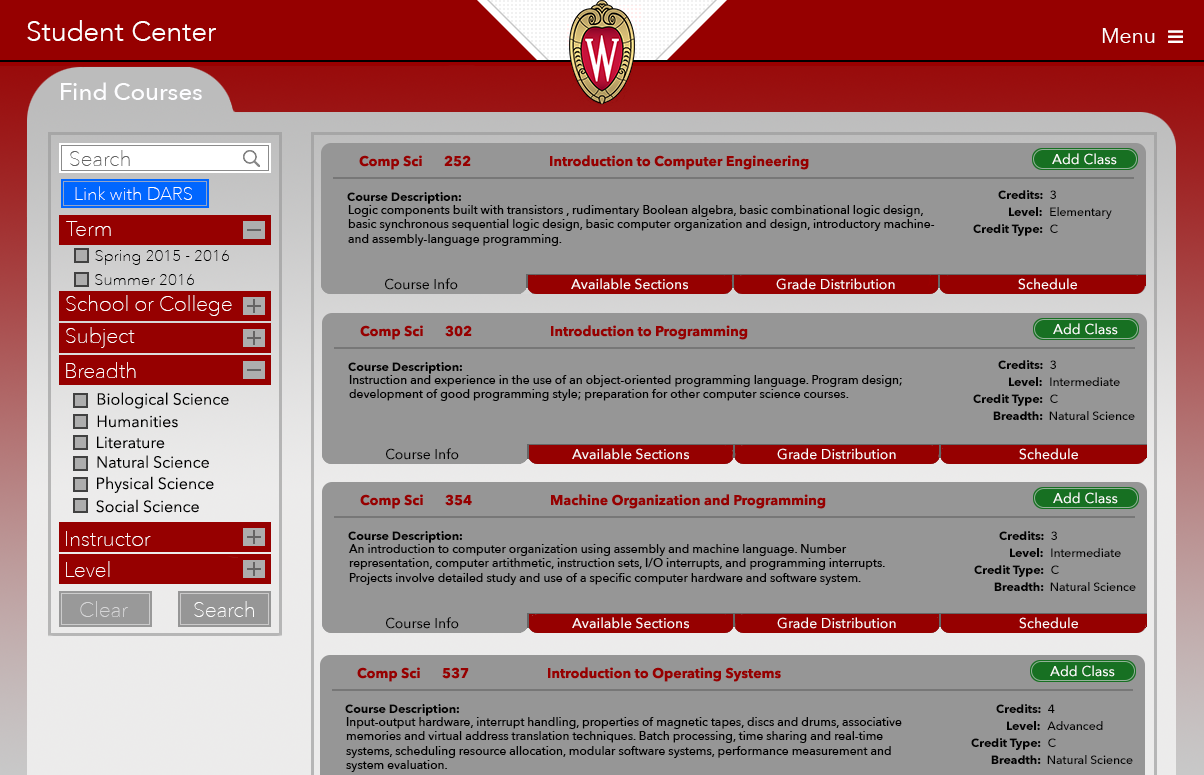 Student Center
W
Menu
Find Courses
Search
Link with DARS
Term
Spring 2015 - 2016
Summer 2016
School or College
Subject
Breadth
Biological Science
Humanities
Literature
Natural Science
Physical Science
Social Science
Instructor
Level
Clear Search
Comp Sci 252 Introduction to Computer Engineering Add Class
Course Description:
Logic components built with transistors , rudimentary Boolean algebra, basic combinational logic design,
basic synchronous sequential logic design, basic computer organization and design, introductory machine-
and assembly-language programming.
Credits: 3
Level: Elementary
Credit Type: C
Course Info Available Sections Grade Distribution Schedule
Comp Sci 302 Introduction to Programming Add Class
Course Description:
Instruction and experience in the use of an object-oriented programming language. Program design;
development of good programming style; preparation for other computer science courses.
Credits: 3
Level: Intermediate
Credit Type: C
Breadth: Natural Science
Course Info Available Sections Grade Distribution Schedule
Comp Sci 354 Machine Organization and Programming Add Class
Course Description:
An introduction to computer organization using assembly and machine language. Number
representation, computer artithmetic, instruction sets, I/O interrupts, and programming interrupts.
Projects involve detailed study and use of a specific computer hardware and software system.
Credits: 3
Level: Intermediate
Credit Type: C
Breadth: Natural Science
Course Info Available Sections Grade Distribution Schedule
Comp Sci 537 Introduction to Operating Systems Add Class
Course Description:
Input-output hardware, interrupt handling, properties of magnetic tapes, discs and drums, associative
memories and virtual address translation techniques. Batch processing, time sharing and real-time
systems, scheduling resource allocation, modular software systems, performance measurement and
system evaluation.
Credits: 4
Level: Advanced
Credit Type: C
Breadth: Natural Science